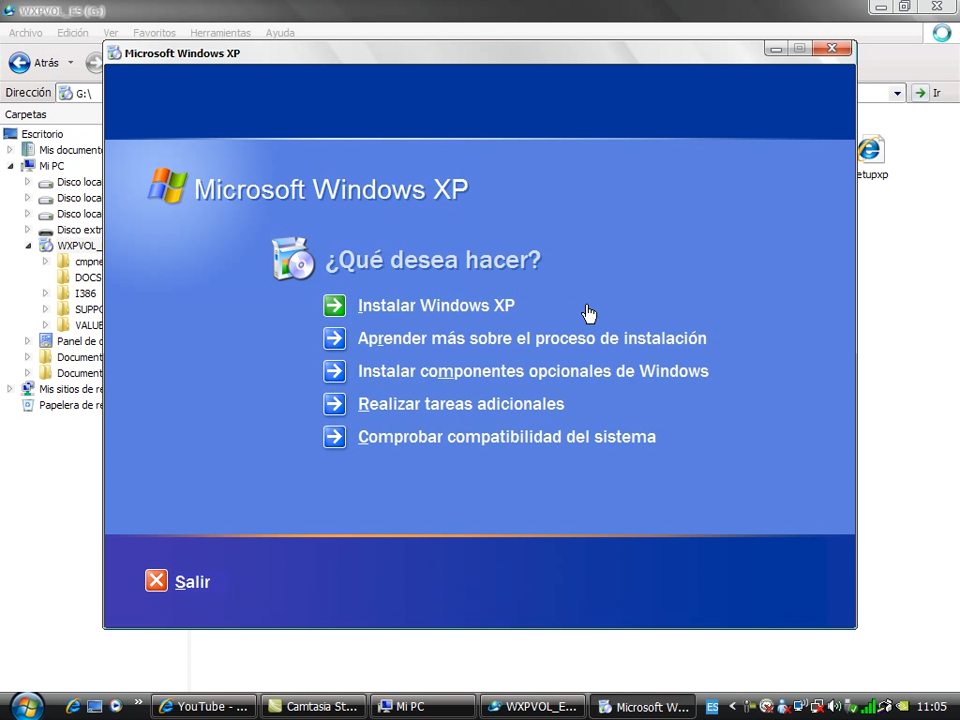 WXPVOL_ES (G:)
Archivo Edición Ver Favoritos Herramientas Ayuda
Atrás
Dirección G:\ Ir
Carpetas
Escritorio
Mis document
Mi PC
Disco loca
Disco loca
Disco loca
Disco extr
WXPVOL_
cmpne
DOCS
I386
SUPPO
VALUE
Panel de c
Document
Document
Mis sitios de re
Papelera de re
etupxp
Microsoft Windows XP
Microsoft Windows XP
¿Qué desea hacer?
Instalar Windows XP
Aprender más sobre el proceso de instalación
Instalar componentes opcionales de Windows
Realizar tareas adicionales
Comprobar compatibilidad del sistema
Salir
YouTube - ... Camtasia St... Mi PC WXPVOL_E... Microsoft W... ES 11:05